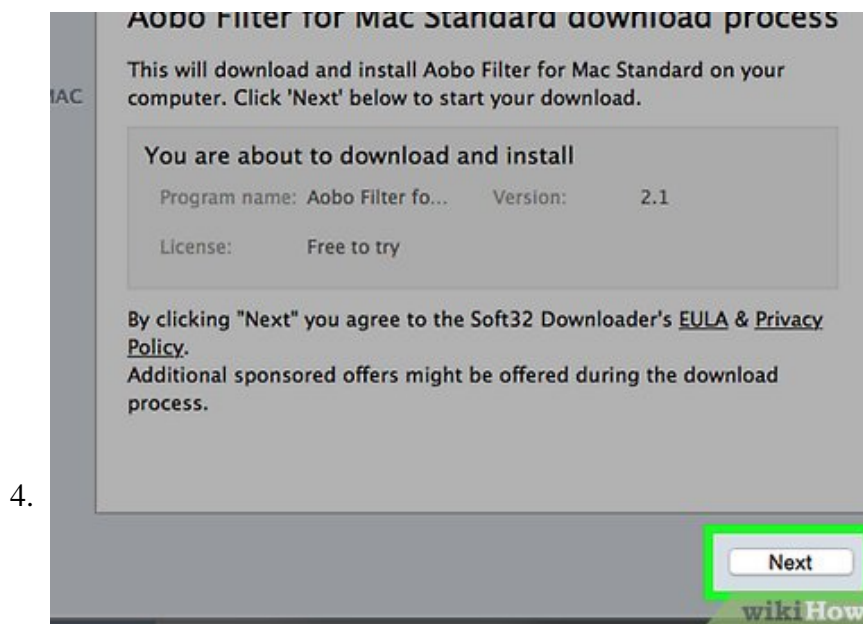 Aobo Filter for Mac Standard download process
This will download and install Aobo Filter for Mac Standard on your
computer. Click 'Next' below to start your download.
You are about to download and install
Program name: Aobo Filter fo... Version: 2.1
License: Free to try
By clicking "Next" you agree to the Soft32 Downloader's EULA & Privacy
Policy.
Additional sponsored offers might be offered during the download
process.
4.
Next
wikiHow